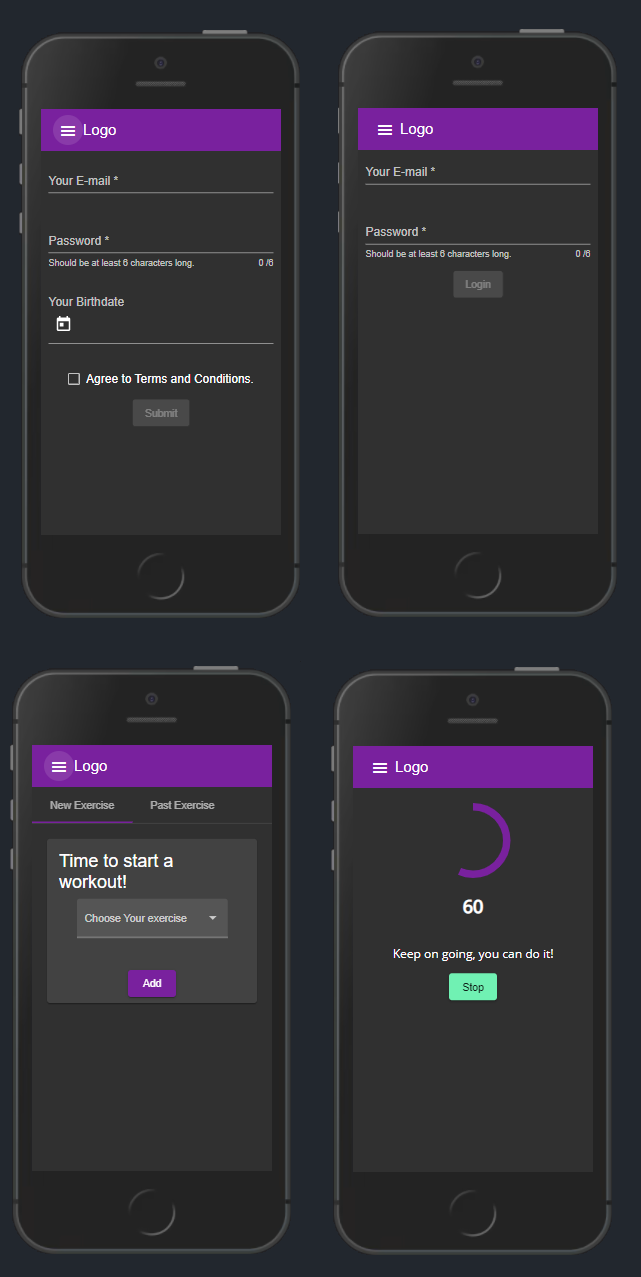 Logo
Your E-mail *
Password *
Should be at least 6 characters long. 0 /6
Your Birthdate
Agree to Terms and Conditions.
Submit
Logo
Your E-mail *
Password *
Should be at least 6 characters long. 0 /6
Login
Logo
New Exercise Past Exercise
Time to start a
workout!
Choose Your exercise
Add
Logo
60
Keep on going, you can do it!
Stop